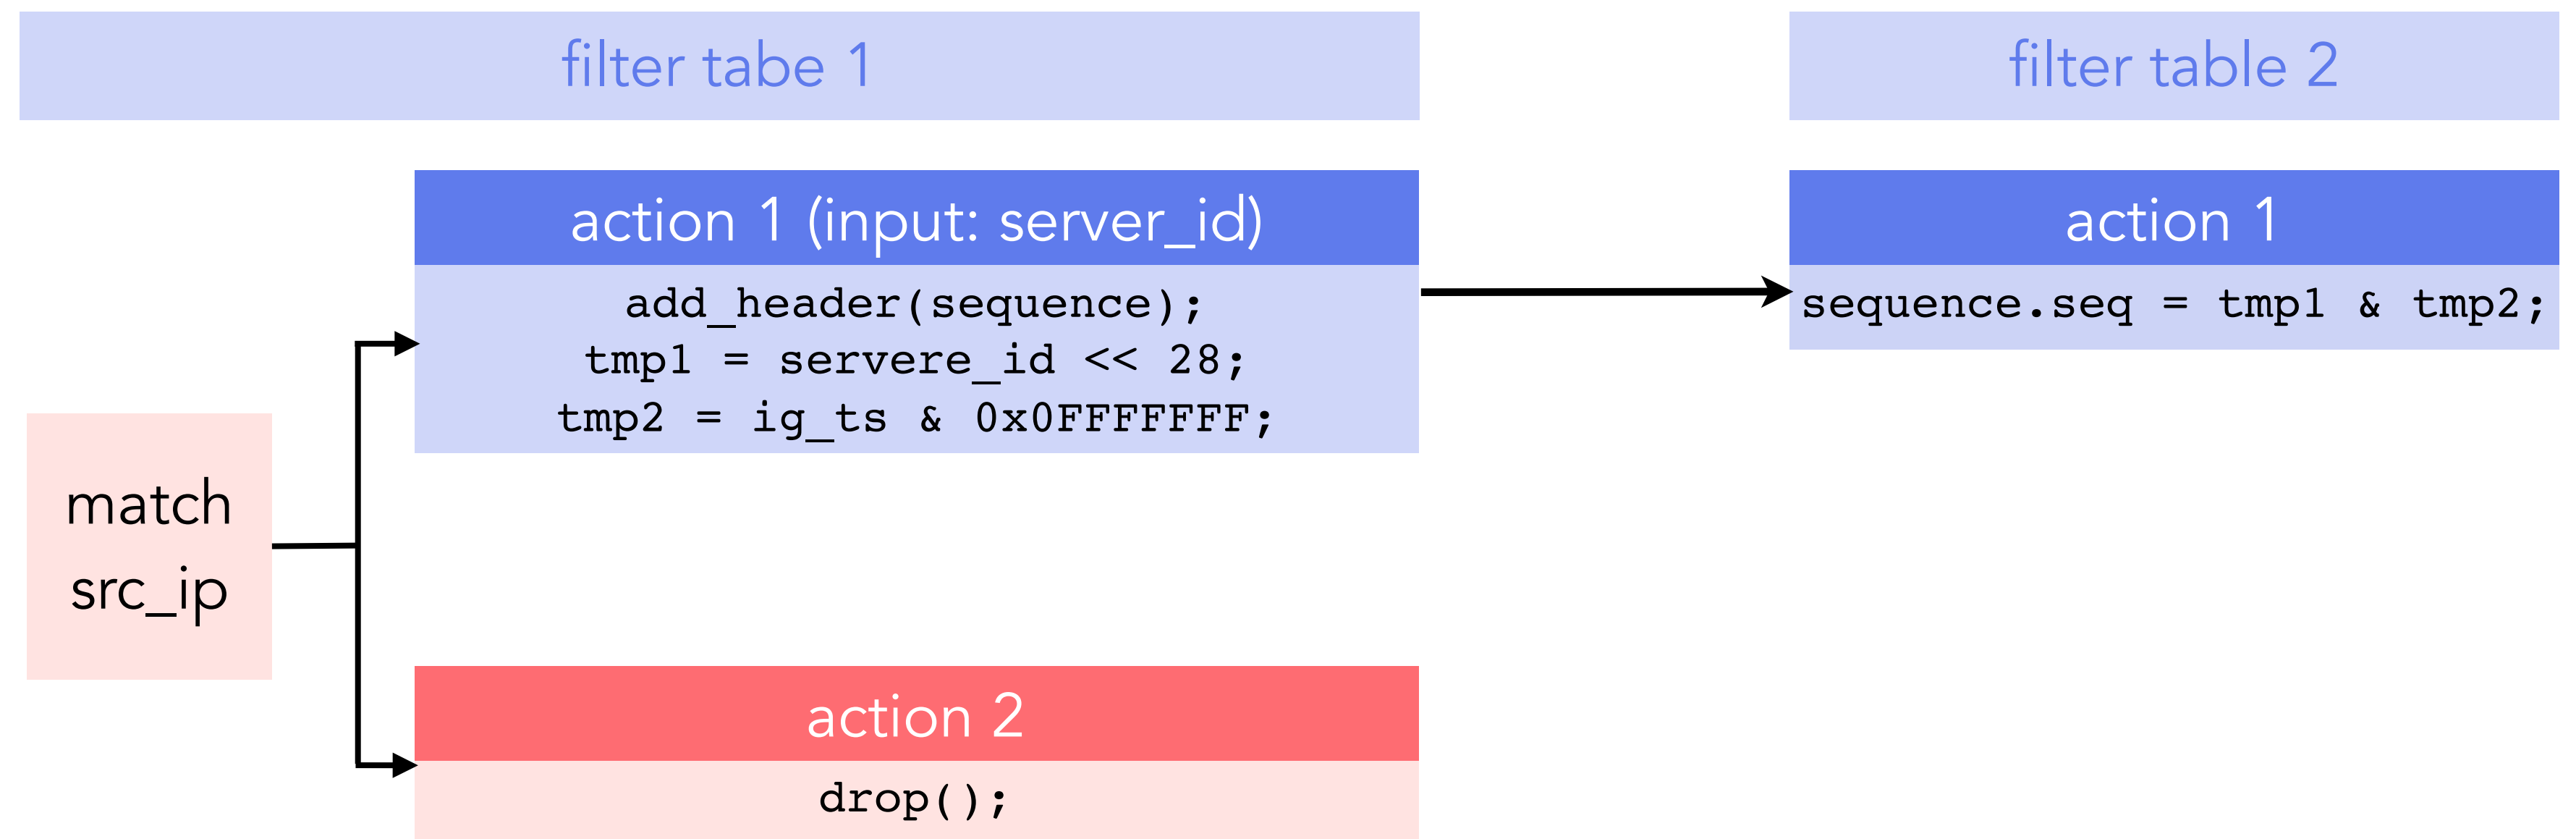 filter tabe 1
filter table 2
match
src_ip
action 1 (input: server_id)
add_header(sequence);
tmp1 = servere_id << 28;
tmp2 = ig_ts & 0x0FFFFFFF;
action 2
drop();
action 1
sequence.seq = tmp1 & tmp2;